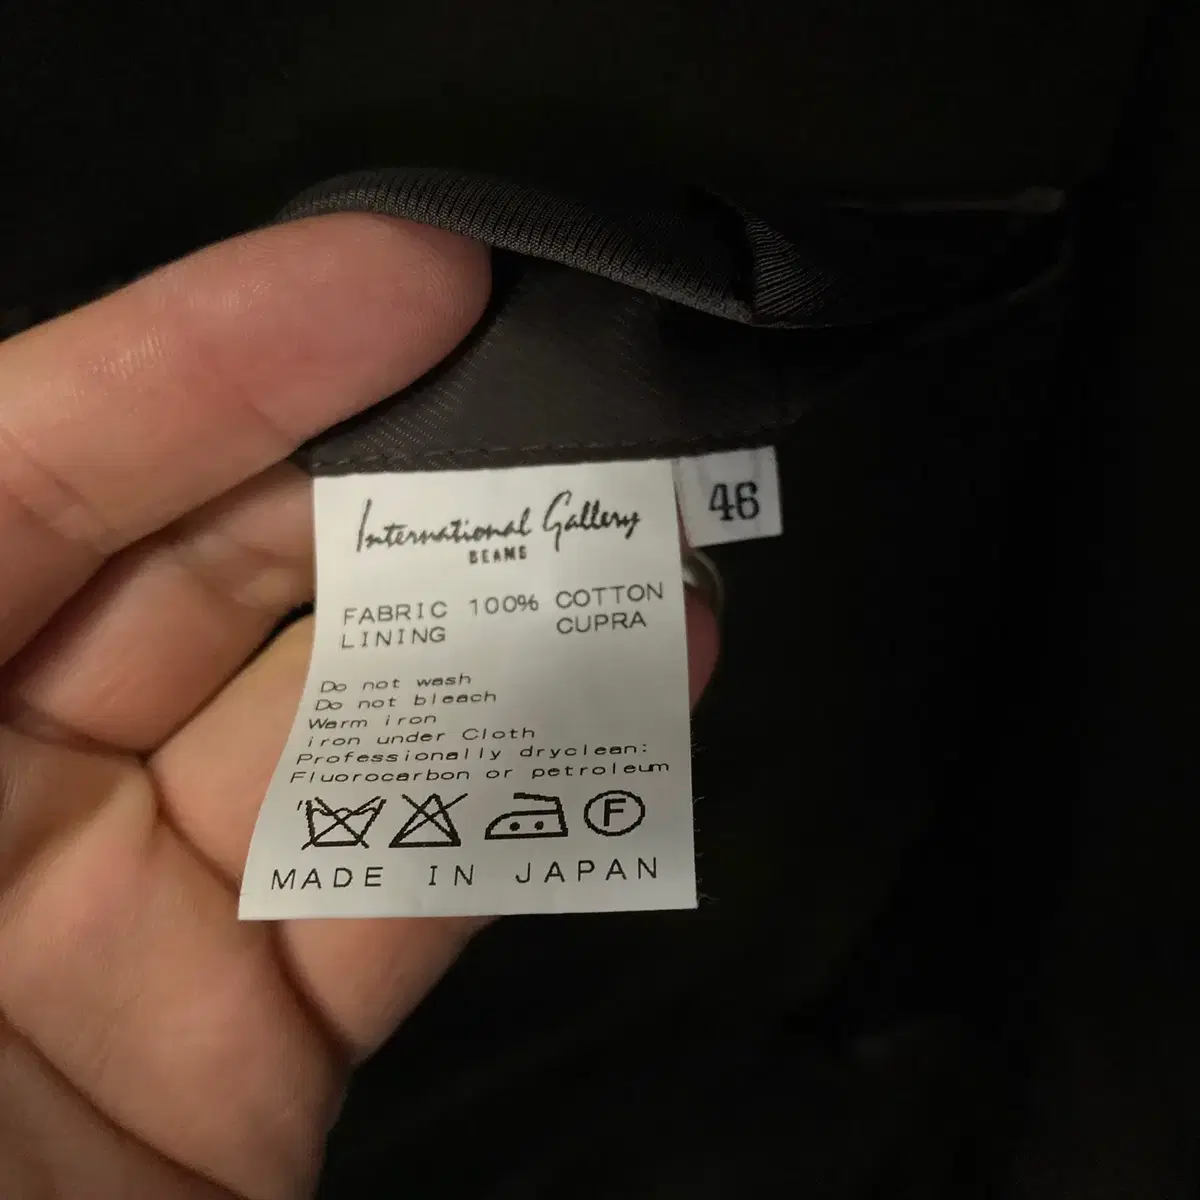 International Gallery
BEAMS
46
FABRIC 100% COTTON
LINING CUPRA
Do not wash
Do not bleach
Warm iron
iron under Cloth
Professionally dryclean:
Fluorocarbon or petroleum
F
MADE IN JAPAN